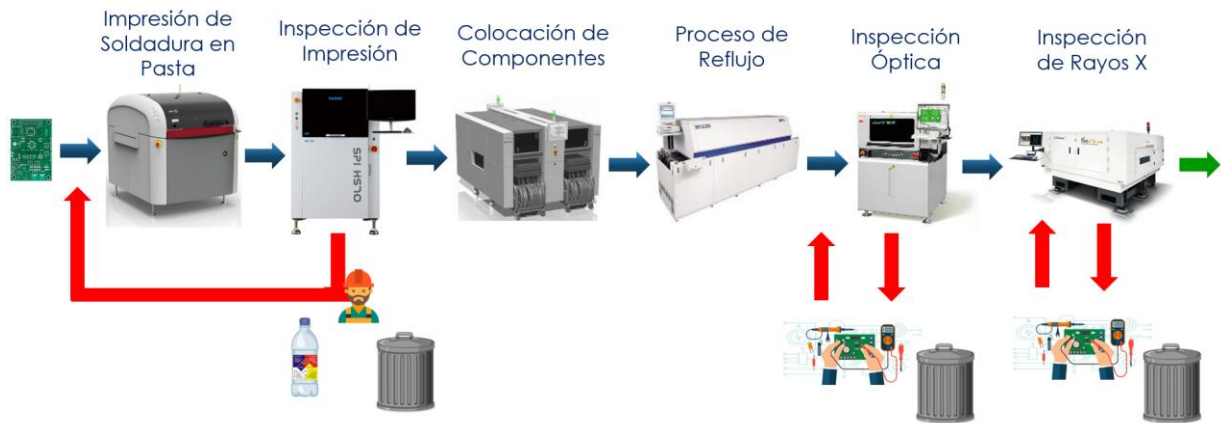 Impresión de
Soldadura en
Pasta
Inspección de
Impresión
Colocación de
Componentes
Proceso de
Reflujo
Inspección
Óptica
Inspección
de Rayos X
SPI HS70